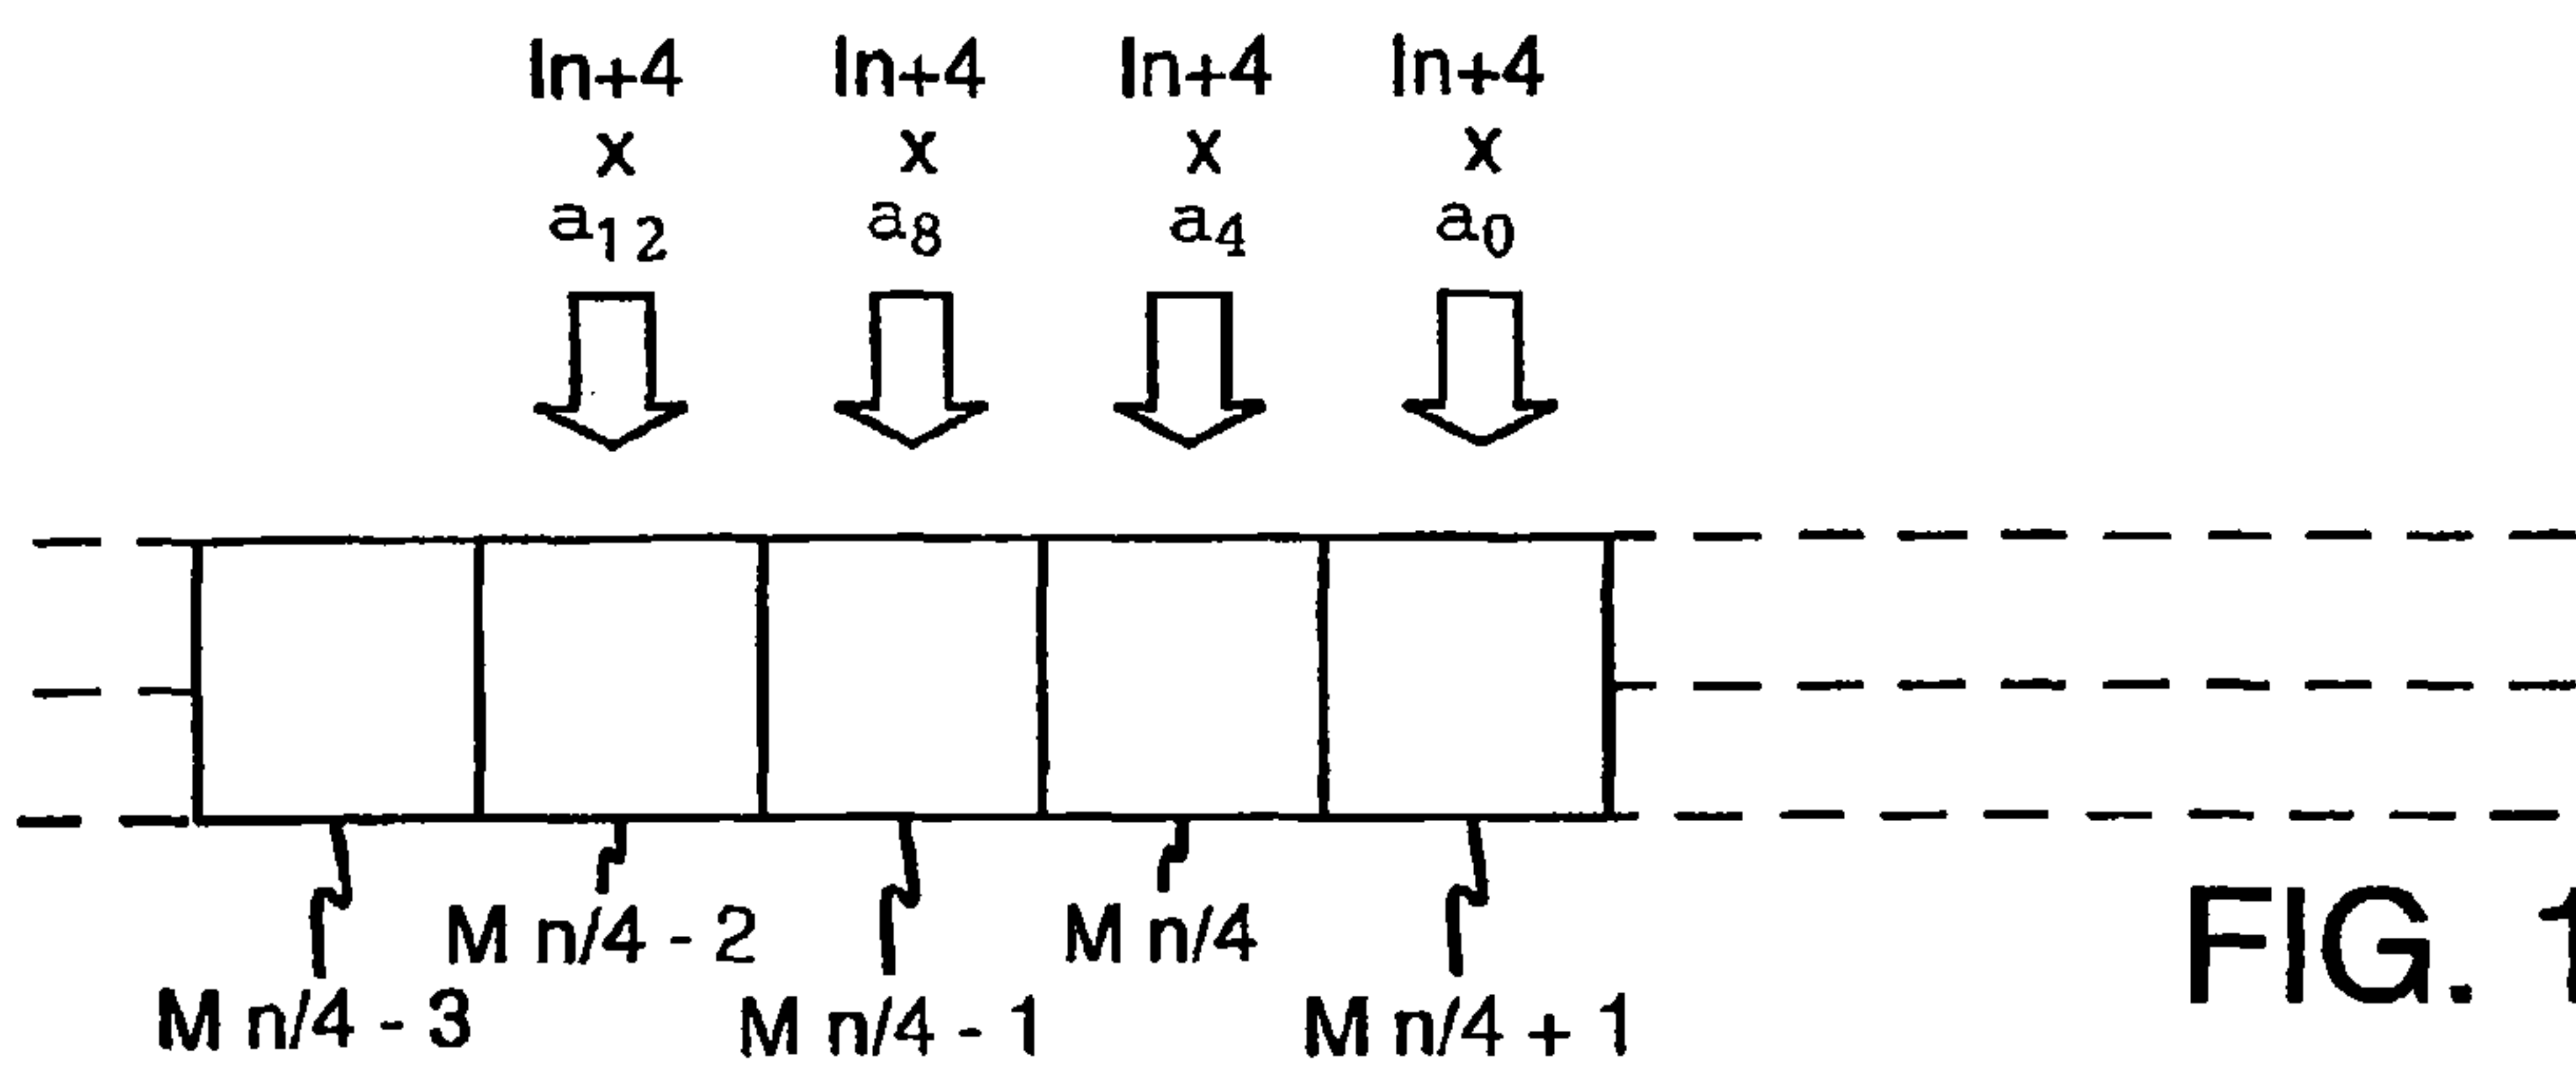 In+4 In+4 In+4 In+4
x x x x
a₁₂ a₈ a₄ a₀
M n/4 - 2 M n/4
M n/4 - 3 M n/4 - 1 M n/4 + 1
FIG. 1